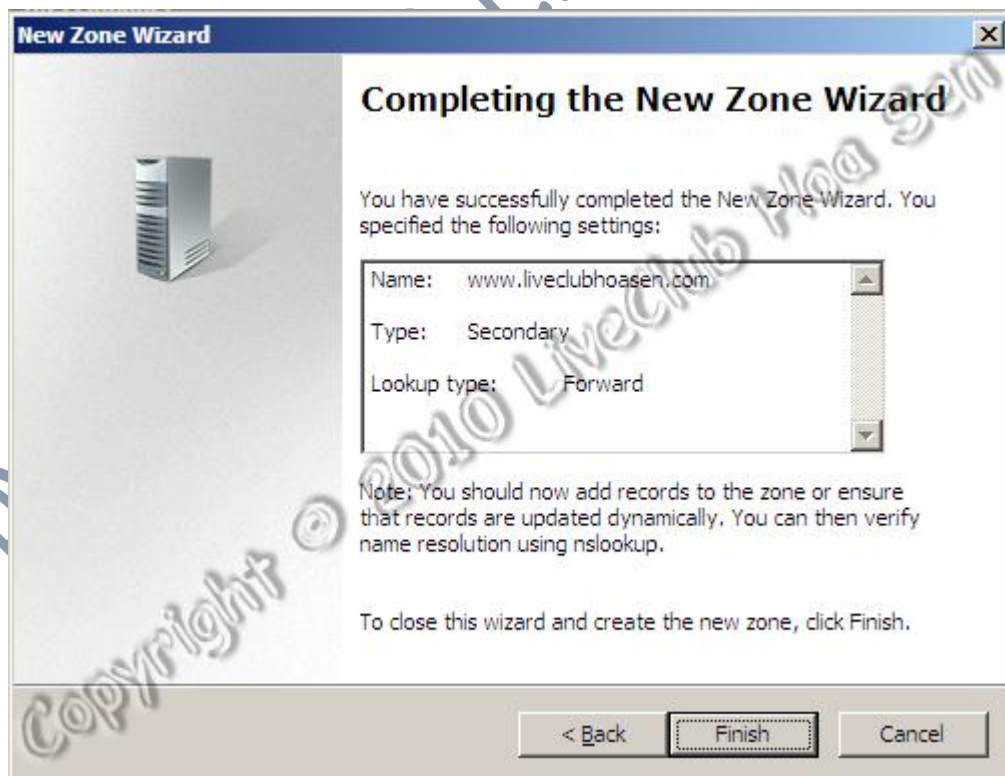 New Zone Wizard
Completing the New Zone Wizard
You have successfully completed the New Zone Wizard. You
specified the following settings:
Name: www.liveclubhoasen.com
Type: Secondary
Lookup type: Forward
Note: You should now add records to the zone or ensure
that records are updated dynamically. You can then verify
name resolution using nslookup.
To close this wizard and create the new zone, click Finish.
< Back Finish Cancel
Copyright © 2010 LiveClub Hoa Sen